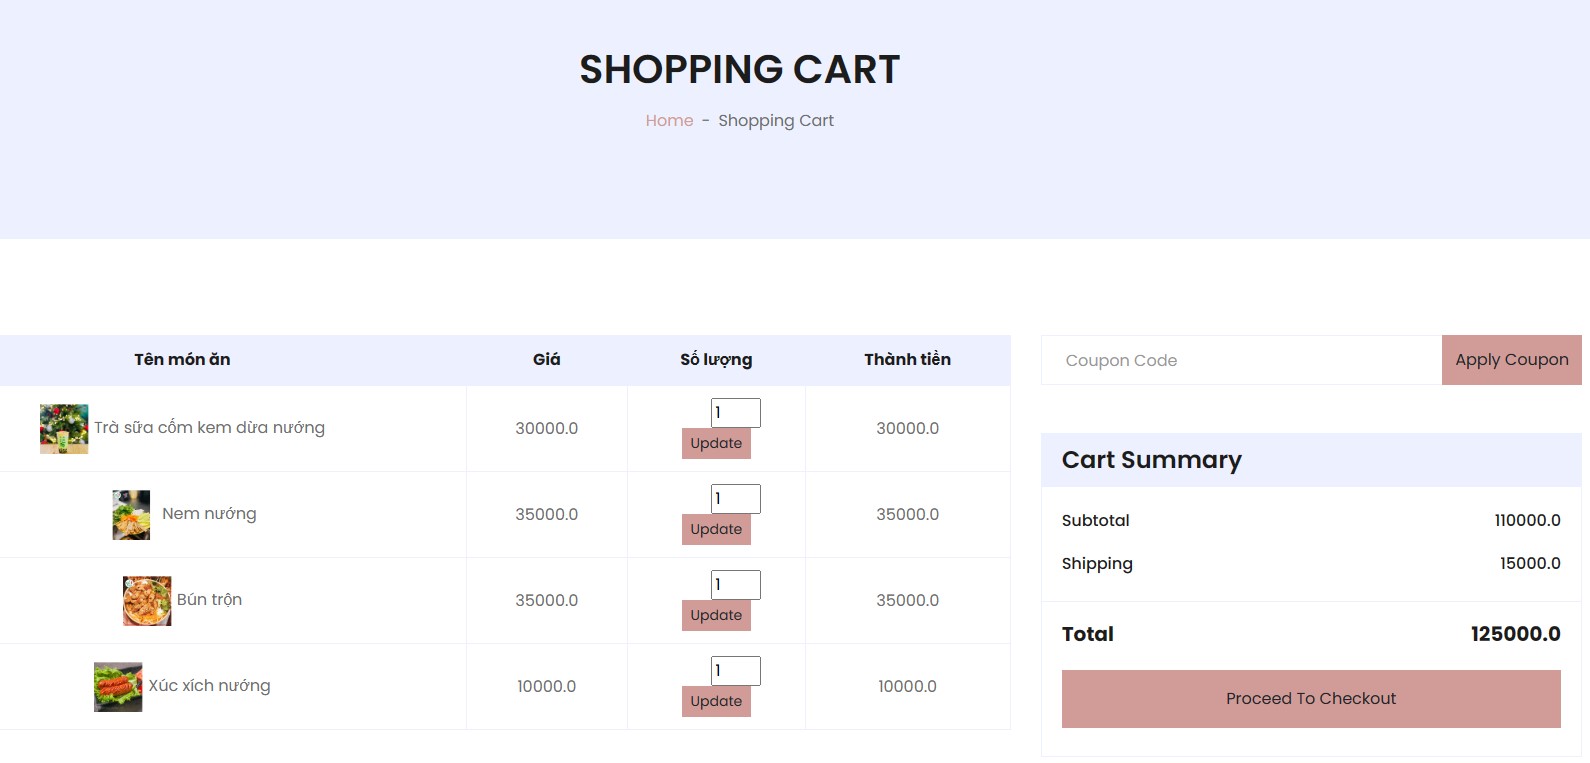 SHOPPING CART
Home - Shopping Cart
Tên món ăn Giá Số lượng Thành tiền
Trà sữa cốm kem dừa nướng 30000.0 1 30000.0
Update
Nem nướng 35000.0 1 35000.0
Update
Bún trộn 35000.0 1 35000.0
Update
Xúc xích nướng 10000.0 1 10000.0
Update
Coupon Code Apply Coupon
Cart Summary
Subtotal 110000.0
Shipping 15000.0
Total 125000.0
Proceed To Checkout